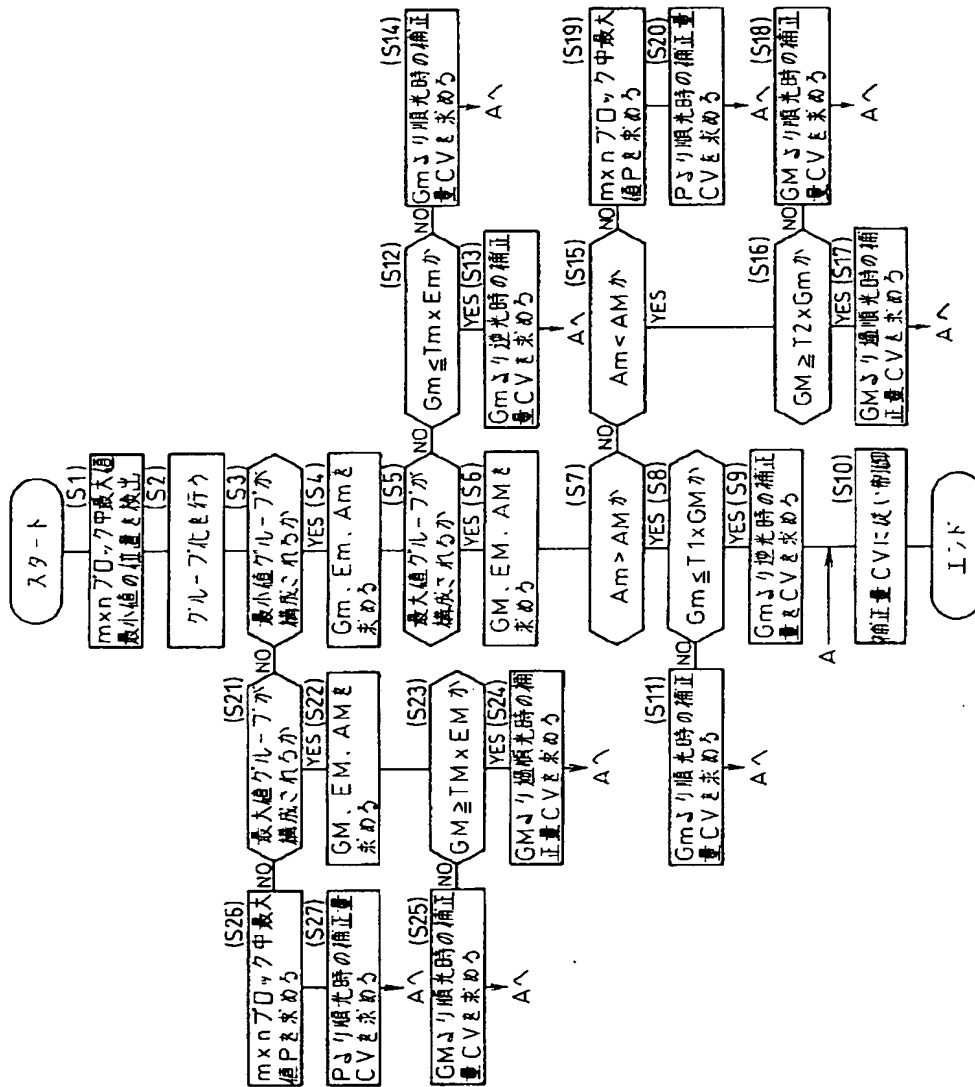 スタート
(S1)
m×nブロック中最大値
最小値の位置を検出
(S2)
グループ化を行う
(S3)
最小値グループが
構成されるか
YES (S4)
Gm、Em、Amを
求める
(S5)
最大値グループが
構成されるか
YES (S6)
GM、EM、AMを
求める
(S7)
Am>AMか
YES (S8)
Gm≦T1×GMか
YES (S9)
Gmより逆光時の補正
量をCVを求める
A
(S10)
補正量CVにはい制御
エンド
NO
(S12)
Gm≦Tm×Emか
YES (S13)
Gmより逆光時の補正
量CVを求める
Aへ
NO
(S14)
Gmより順光時の補正
量CVを求める
Aへ
NO
(S15)
Am<AMか
YES
(S16)
GM≧T2×Gmか
YES (S17)
GMより過順光時の補
正量CVを求める
Aへ
NO
(S18)
GMより順光時の補正
量CVを求める
Aへ
NO
(S19)
m×nブロック中最大
値Pを求める
(S20)
Pより順光時の補正量
CVを求める
Aへ
NO
(S11)
Gmより順光時の補正
量CVを求める
Aへ
NO
(S21)
最大値グループが
構成されるか
YES (S22)
GM、EM、AMを
求める
(S23)
GM≧TM×EMか
YES (S24)
GMより過順光時の補
正量CVを求める
Aへ
NO
(S25)
GMより順光時の補正
量CVを求める
Aへ
NO
(S26)
m×nブロック中最大
値Pを求める
(S27)
Pより順光時の補正量
CVを求める
Aへ